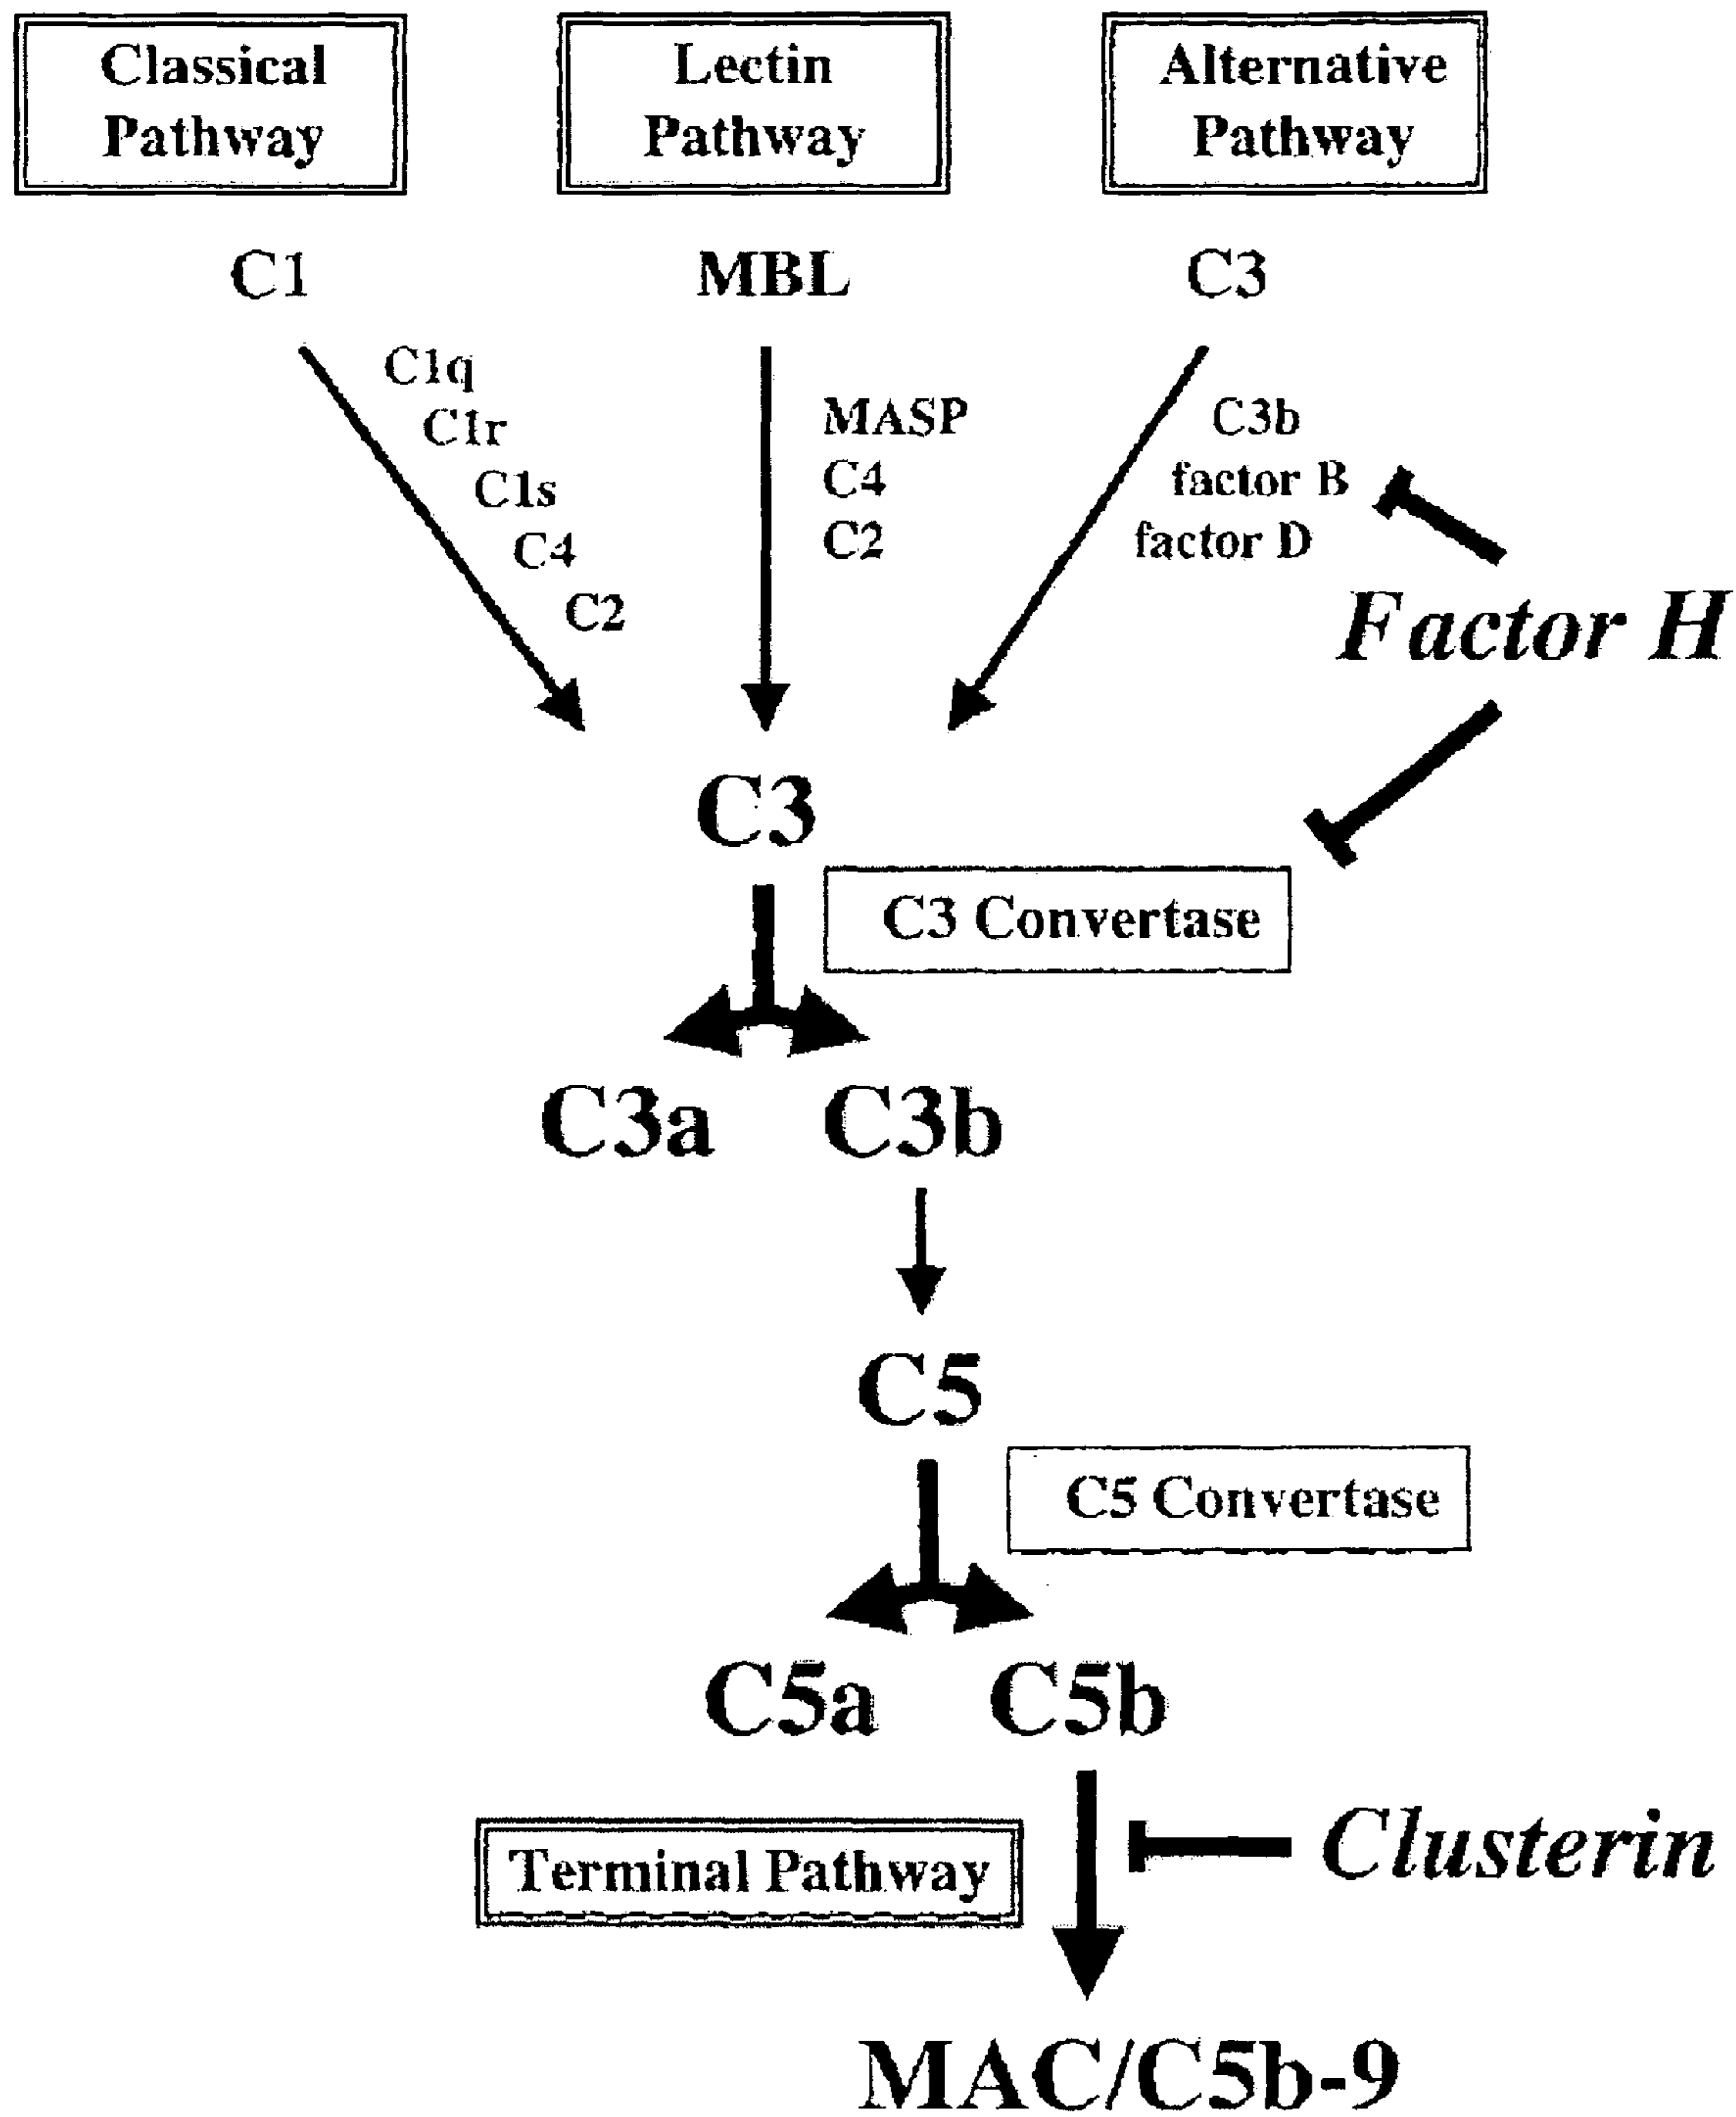 Classical
Pathway
Lectin
Pathway
Alternative
Pathway
C1
MBL
C3
C1q
C1r
C1s
C4
C2
MASP
C4
C2
C3b
factor B
factor D
Factor H
C3
C3 Convertase
C3a
C3b
C5
C5 Convertase
C5a
C5b
Terminal Pathway
Clusterin
MAC/C5b-9